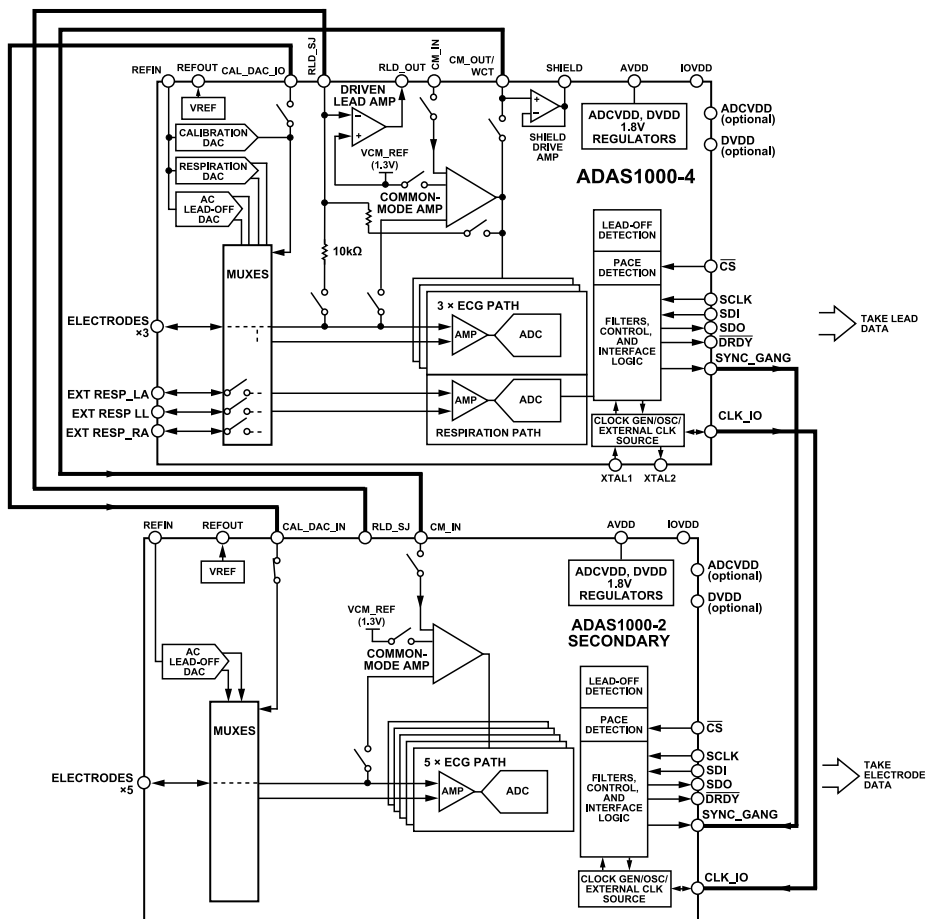 REFIN
REFOUT
CAL_DAC_IO
RLD_SJ
RLD_OUT
CM_IN
CM_OUT/
WCT
SHIELD
AVDD
IOVDD
VREF
DRIVEN
LEAD AMP
SHIELD
DRIVE
AMP
ADCVDD, DVDD
1.8V
REGULATORS
ADCVDD
(optional)
DVDD
(optional)
CALIBRATION
DAC
RESPIRATION
DAC
AC
LEAD-OFF
DAC
VCM_REF
(1.3V)
COMMON-
MODE AMP
ADAS1000-4
10kΩ
MUXES
LEAD-OFF
DETECTION
PACE
DETECTION
FILTERS,
CONTROL,
AND
INTERFACE
LOGIC
CS
SCLK
SDI
SDO
DRDY
SYNC_GANG
TAKE LEAD
DATA
ELECTRODES
×3
3 × ECG PATH
AMP
ADC
EXT RESP_LA
EXT RESP LL
EXT RESP_RA
AMP
ADC
RESPIRATION PATH
CLOCK GEN/OSC/
EXTERNAL CLK
SOURCE
CLK_IO
XTAL1
XTAL2
REFIN
REFOUT
CAL_DAC_IN
RLD_SJ
CM_IN
AVDD
IOVDD
VREF
ADCVDD, DVDD
1.8V
REGULATORS
ADCVDD
(optional)
DVDD
(optional)
VCM_REF
(1.3V)
COMMON-
MODE AMP
ADAS1000-2
SECONDARY
AC
LEAD-OFF
DAC
MUXES
LEAD-OFF
DETECTION
PACE
DETECTION
FILTERS,
CONTROL,
AND
INTERFACE
LOGIC
CS
SCLK
SDI
SDO
DRDY
SYNC_GANG
TAKE
ELECTRODE
DATA
ELECTRODES
×5
5 × ECG PATH
AMP
ADC
CLOCK GEN/OSC/
EXTERNAL CLK
SOURCE
CLK_IO